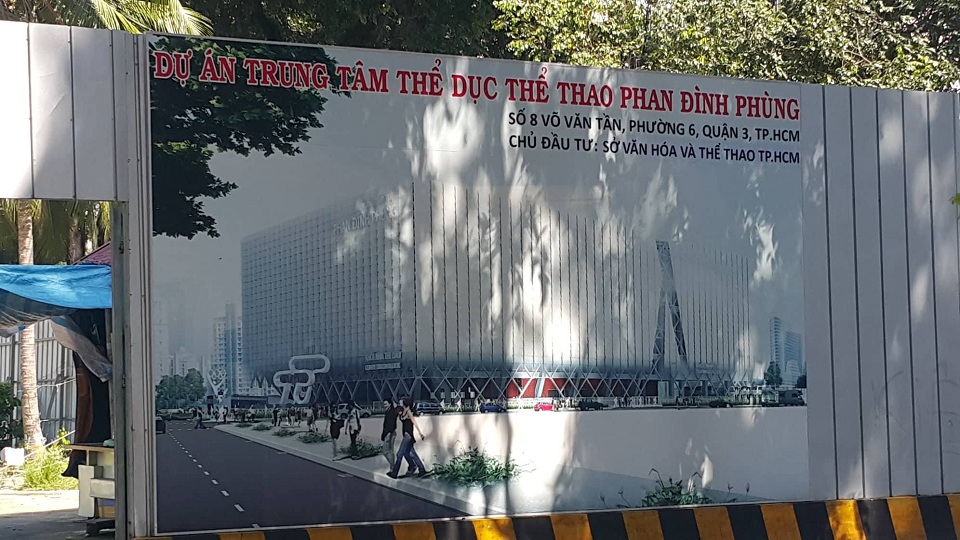 DỰ ÁN TRUNG TÂM THỂ DỤC THỂ THAO PHAN ĐÌNH PHÙNG
SỐ 8 VÕ VĂN TẦN, PHƯỜNG 6, QUẬN 3, TP.HCM
CHỦ ĐẦU TƯ: SỞ VĂN HÓA VÀ THỂ THAO TP.HCM